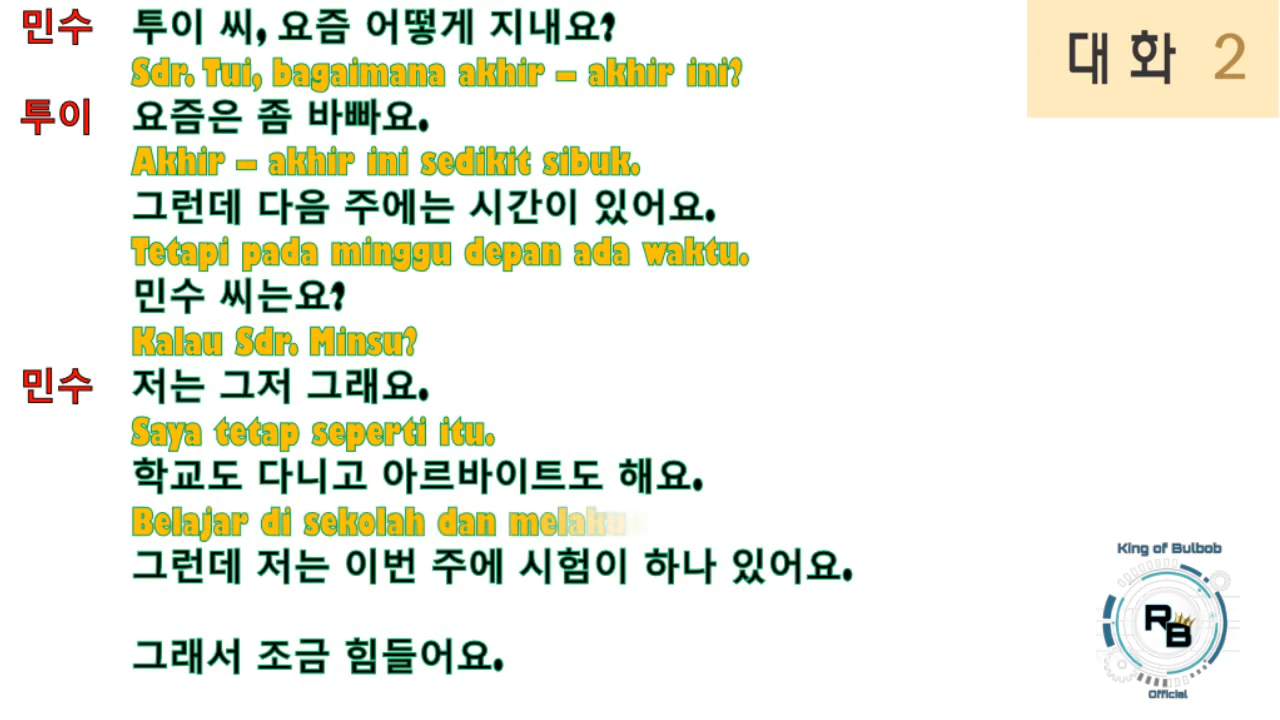 대화 2
민수 투이 씨, 요즘 어떻게 지내요?
Sdr. Tui, bagaimana akhir – akhir ini?
투이 요즘은 좀 바빠요.
Akhir – akhir ini sedikit sibuk.
그런데 다음 주에는 시간이 있어요.
Tetapi pada minggu depan ada waktu.
민수 씨는요?
Kalau Sdr. Minsu?
민수 저는 그저 그래요.
Saya tetap seperti itu.
학교도 다니고 아르바이트도 해요.
Belajar di sekolah dan melaku
그런데 저는 이번 주에 시험이 하나 있어요.
그래서 조금 힘들어요.
King of Bulbob
RB
Official